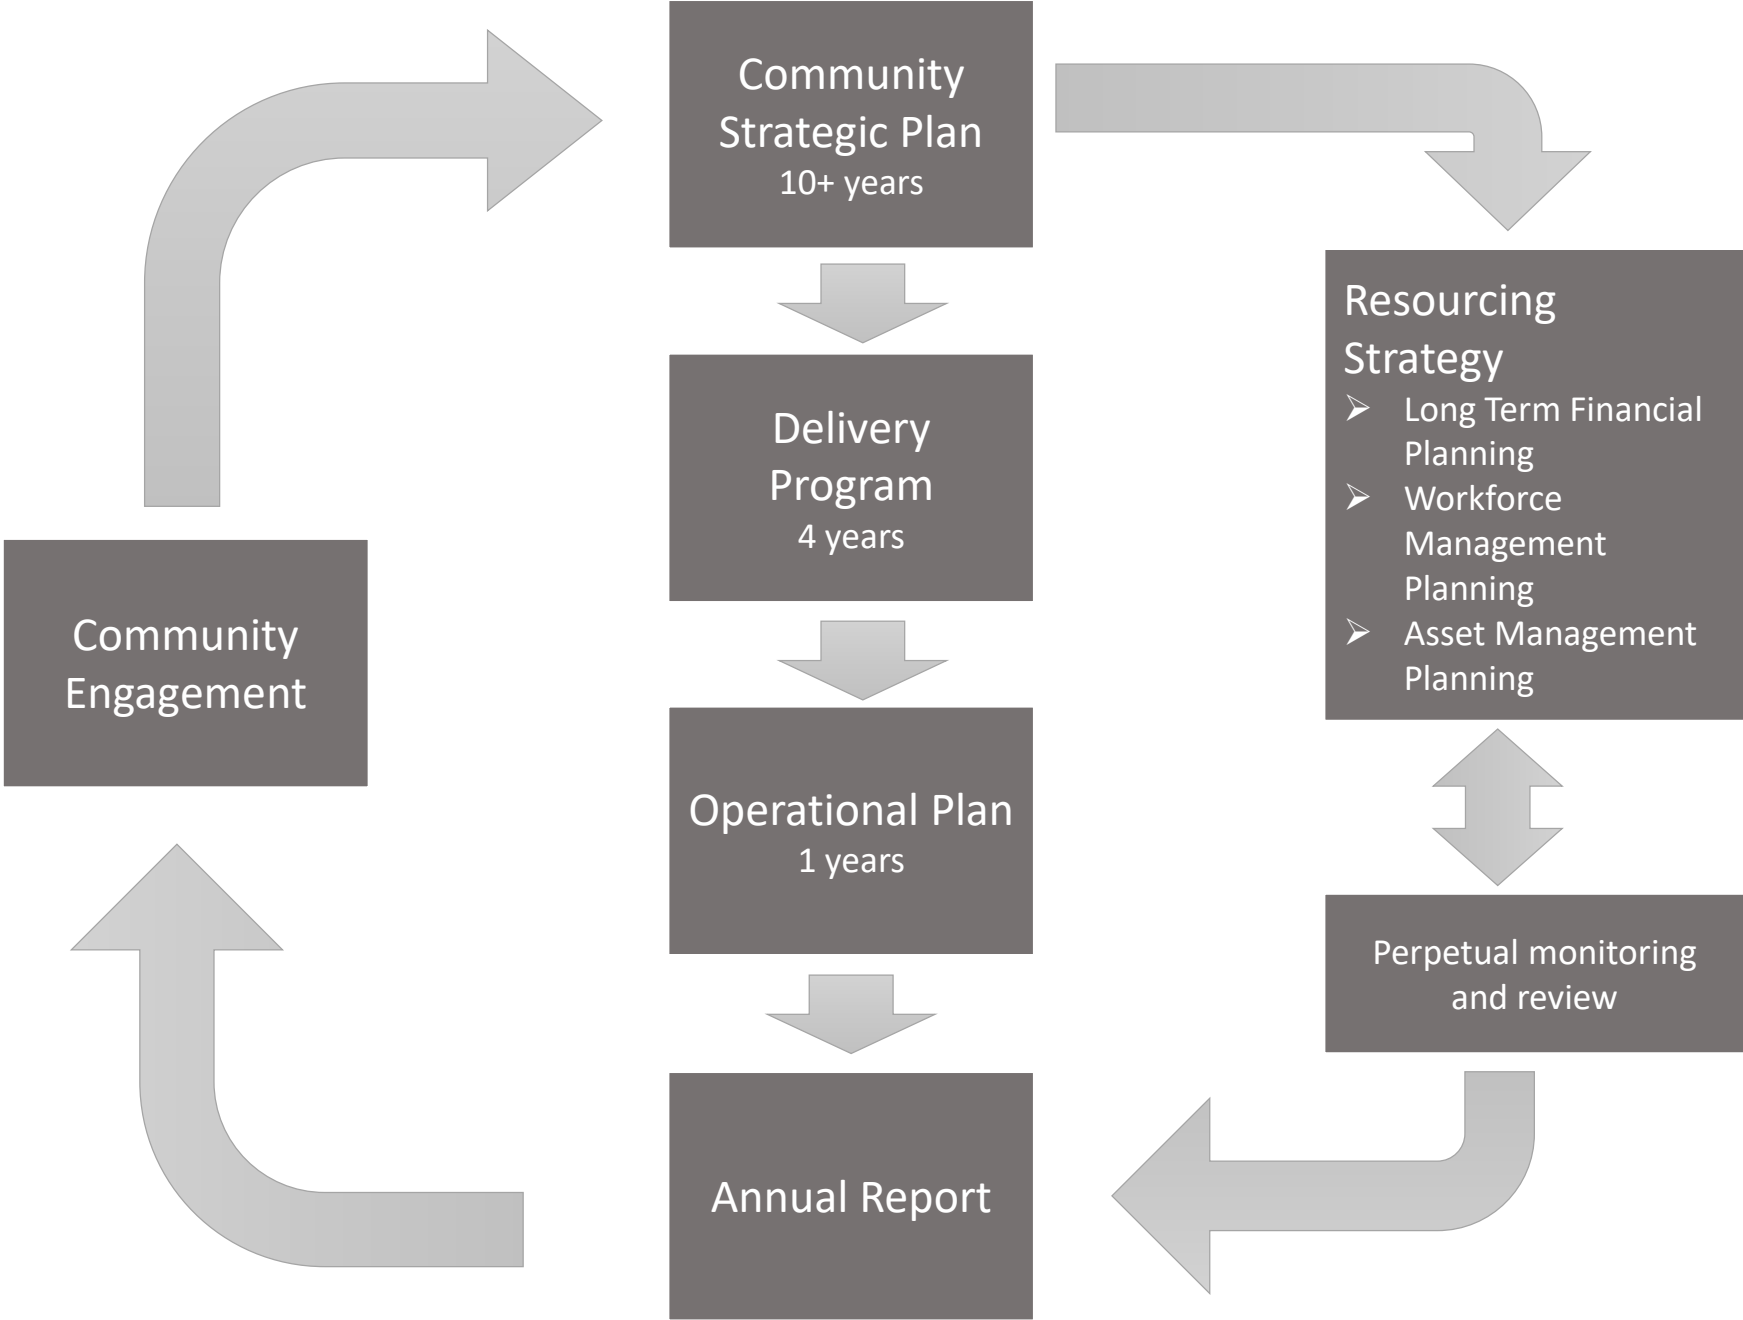 Community
Strategic Plan
10+ years
Resourcing
Strategy
➢ Long Term Financial
Planning
➢ Workforce
Management
Planning
➢ Asset Management
Planning
Delivery
Program
4 years
Community
Engagement
Operational Plan
1 years
Perpetual monitoring
and review
Annual Report